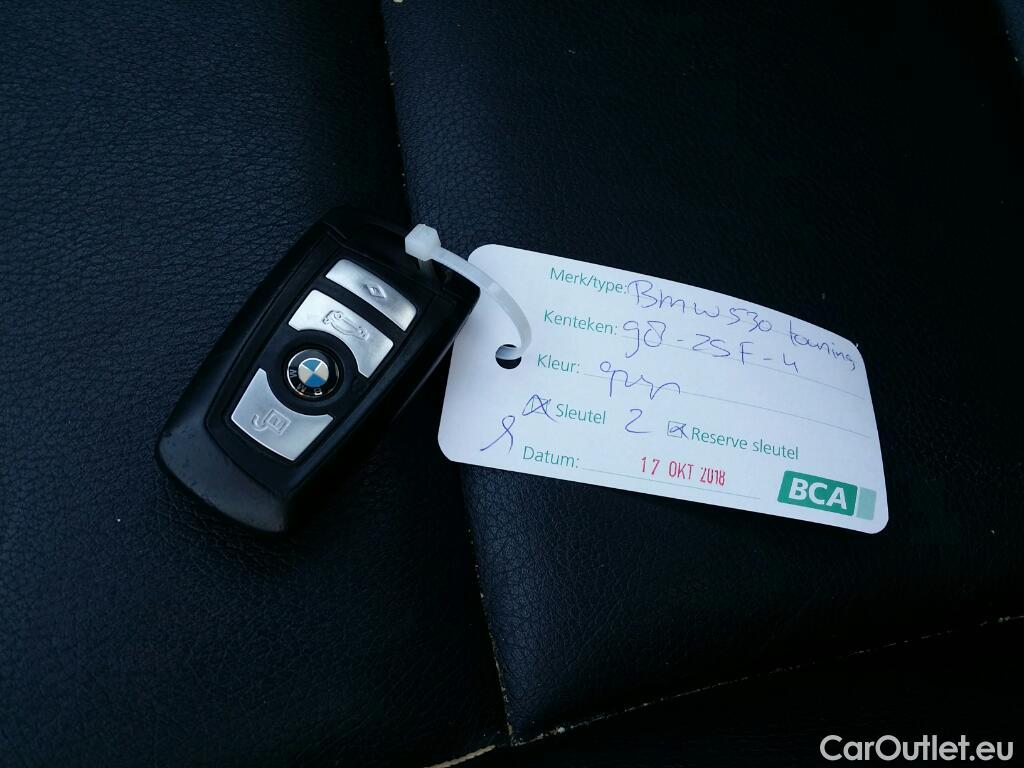 Merk/type: BMW 530 touring
Kenteken: 98-ZSF-4
Kleur:
Sleutel 2 Reserve sleutel
Datum: 17 OKT 2018
BCA
BMW
CarOutlet.eu